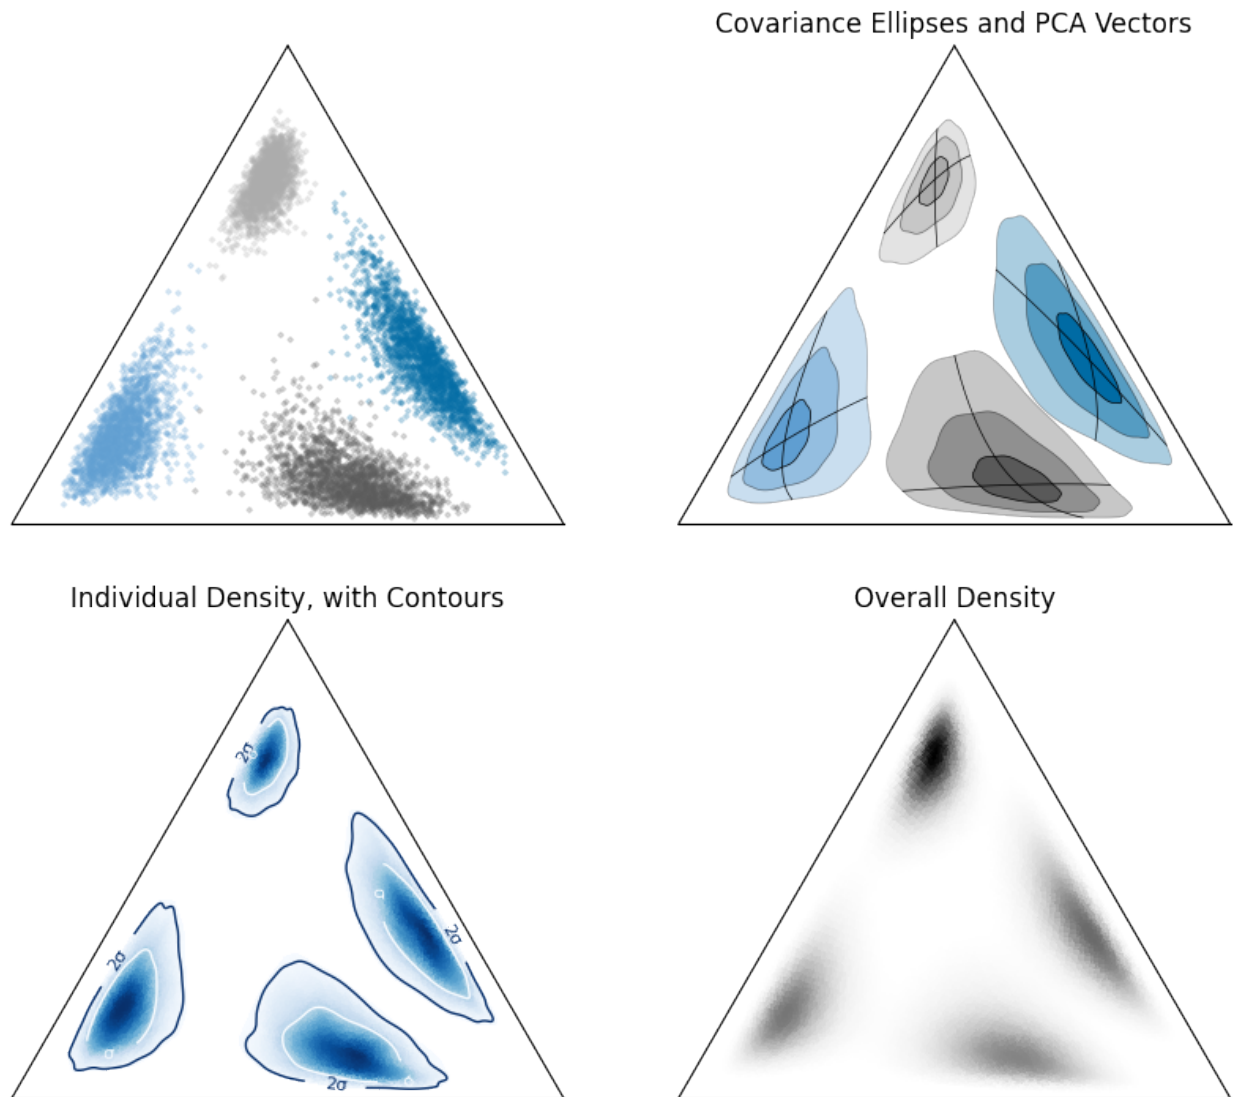 Covariance Ellipses and PCA Vectors
Individual Density, with Contours
Overall Density
2σ
σ
2σ
2σ
σ
σ
2σ